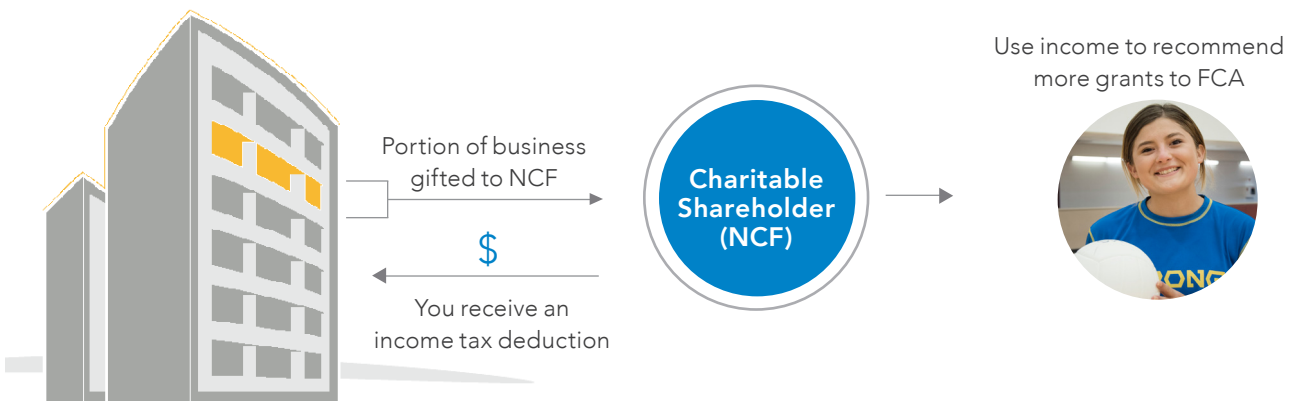 Portion of business
gifted to NCF
$
You receive an
income tax deduction
Charitable
Shareholder
(NCF)
Use income to recommend
more grants to FCA
RONG